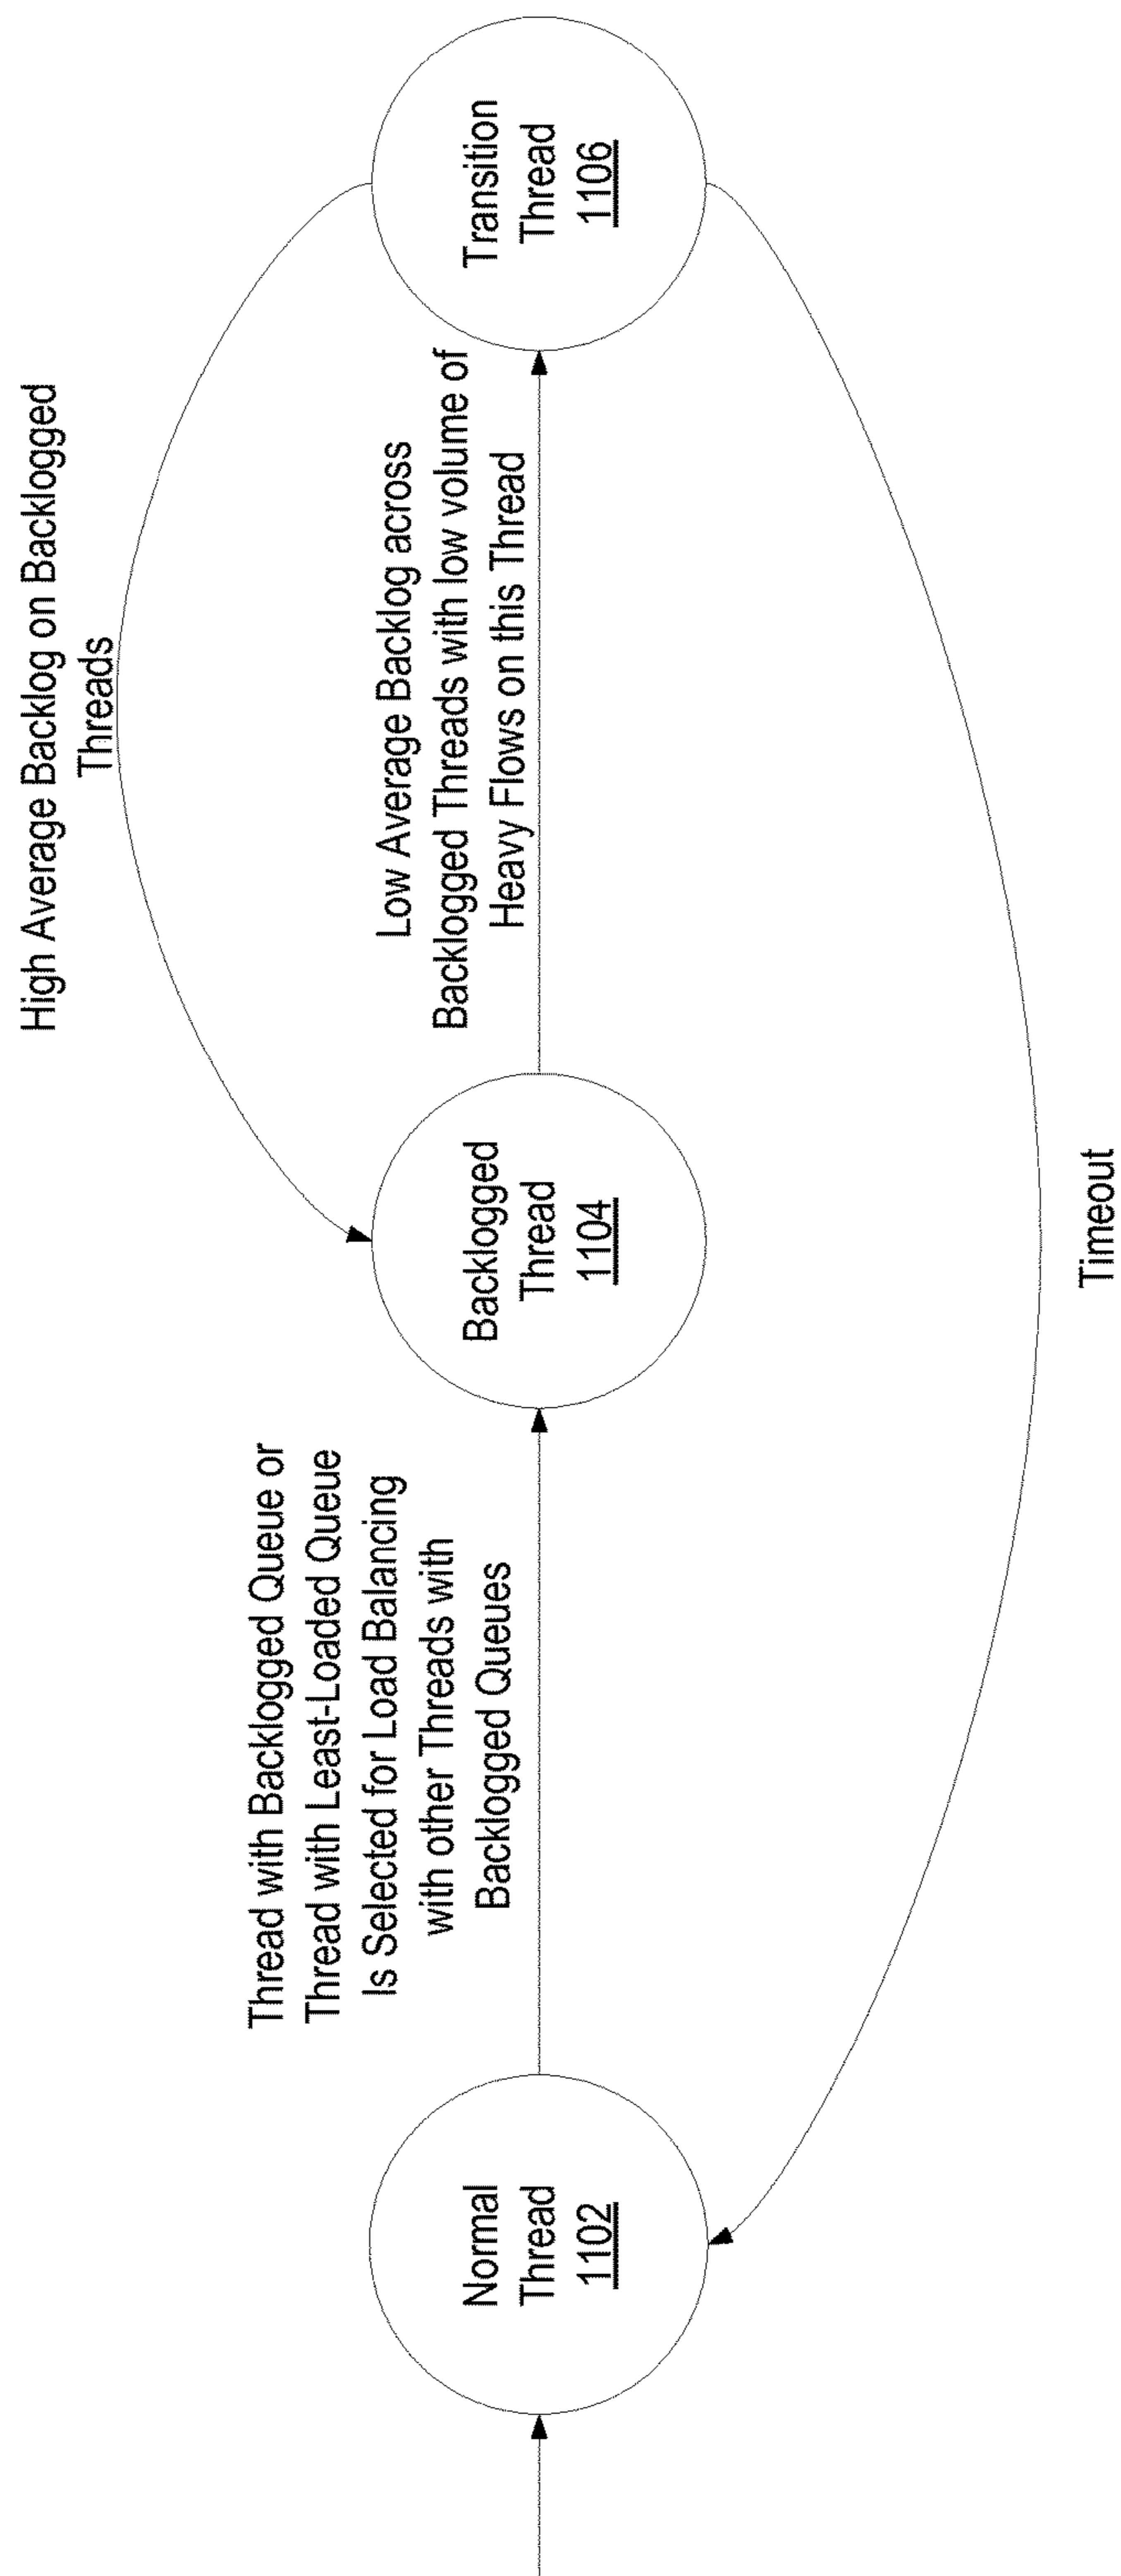 High Average Backlog on Backlogged
Threads
Thread with Backlogged Queue or
Thread with Least-Loaded Queue
Is Selected for Load Balancing
with other Threads with
Backlogged Queues
Low Average Backlog across
Backlogged Threads with low volume of
Heavy Flows on this Thread
Normal
Thread
1102
Backlogged
Thread
1104
Transition
Thread
1106
Timeout